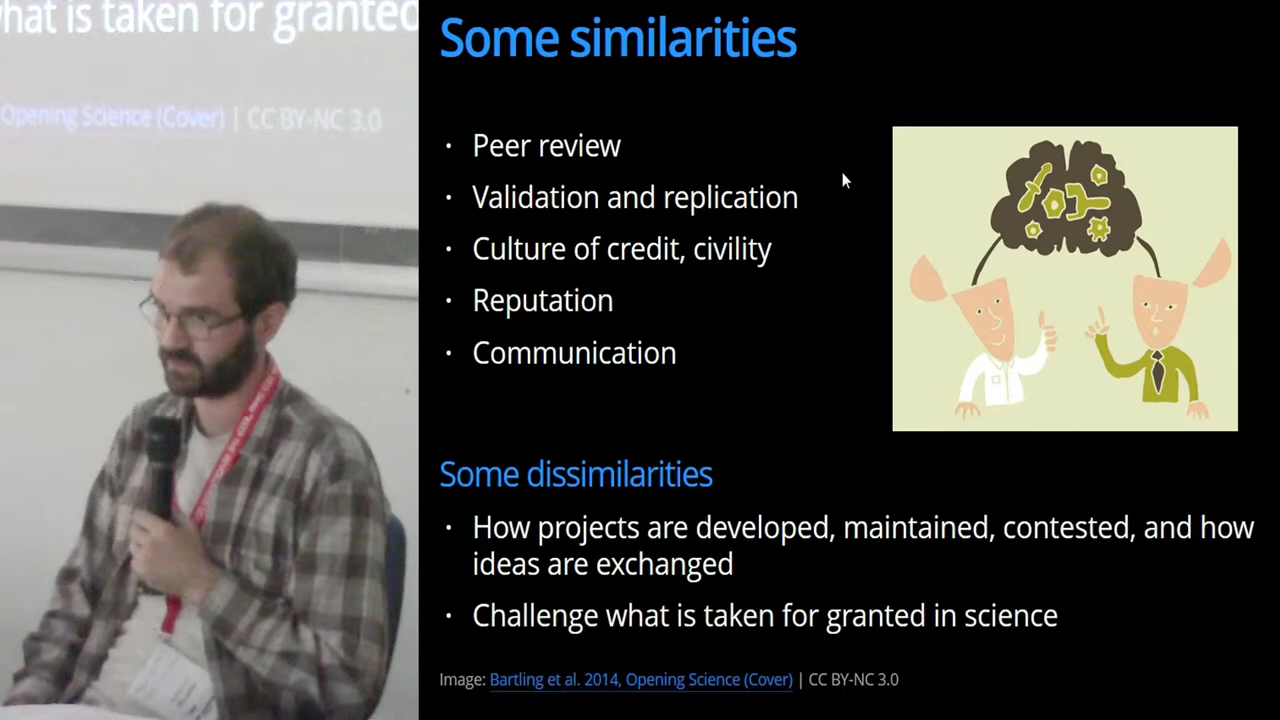 what is taken for granted
Opening Science (Cover) | CC BY-NC 3.0
Some similarities
· Peer review
· Validation and replication
· Culture of credit, civility
· Reputation
· Communication
Some dissimilarities
· How projects are developed, maintained, contested, and how
ideas are exchanged
· Challenge what is taken for granted in science
Image: Bartling et al. 2014, Opening Science (Cover) | CC BY-NC 3.0